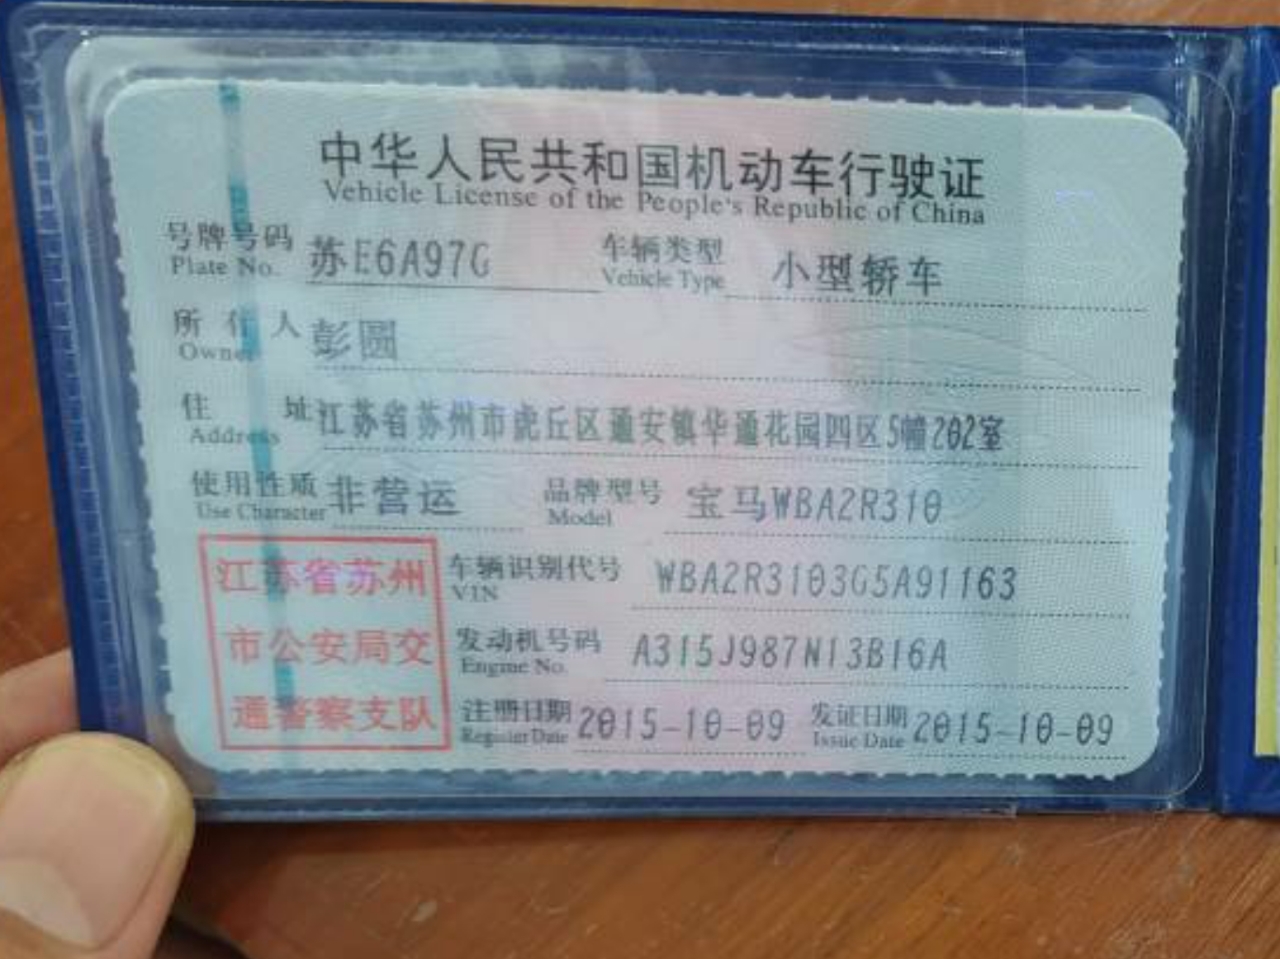 中华人民共和国机动车行驶证
Vehicle License of the People's Republic of China
号牌号码 苏E6A97G 车辆类型 小型轿车
Plate No. Vehicle Type
所有人 彭圆
Owner
住址 江苏省苏州市虎丘区通安镇华通花园四区5幢202室
Address
使用性质 非营运 品牌型号 宝马WBA2R310
Use Character Model
江苏省苏州
市公安局交
通警察支队
车辆识别代号 WBA2R3103G5A91163
VIN
发动机号码 A315J987N13B16A
Engine No.
注册日期 2015-10-09 发证日期 2015-10-09
Register Date Issue Date